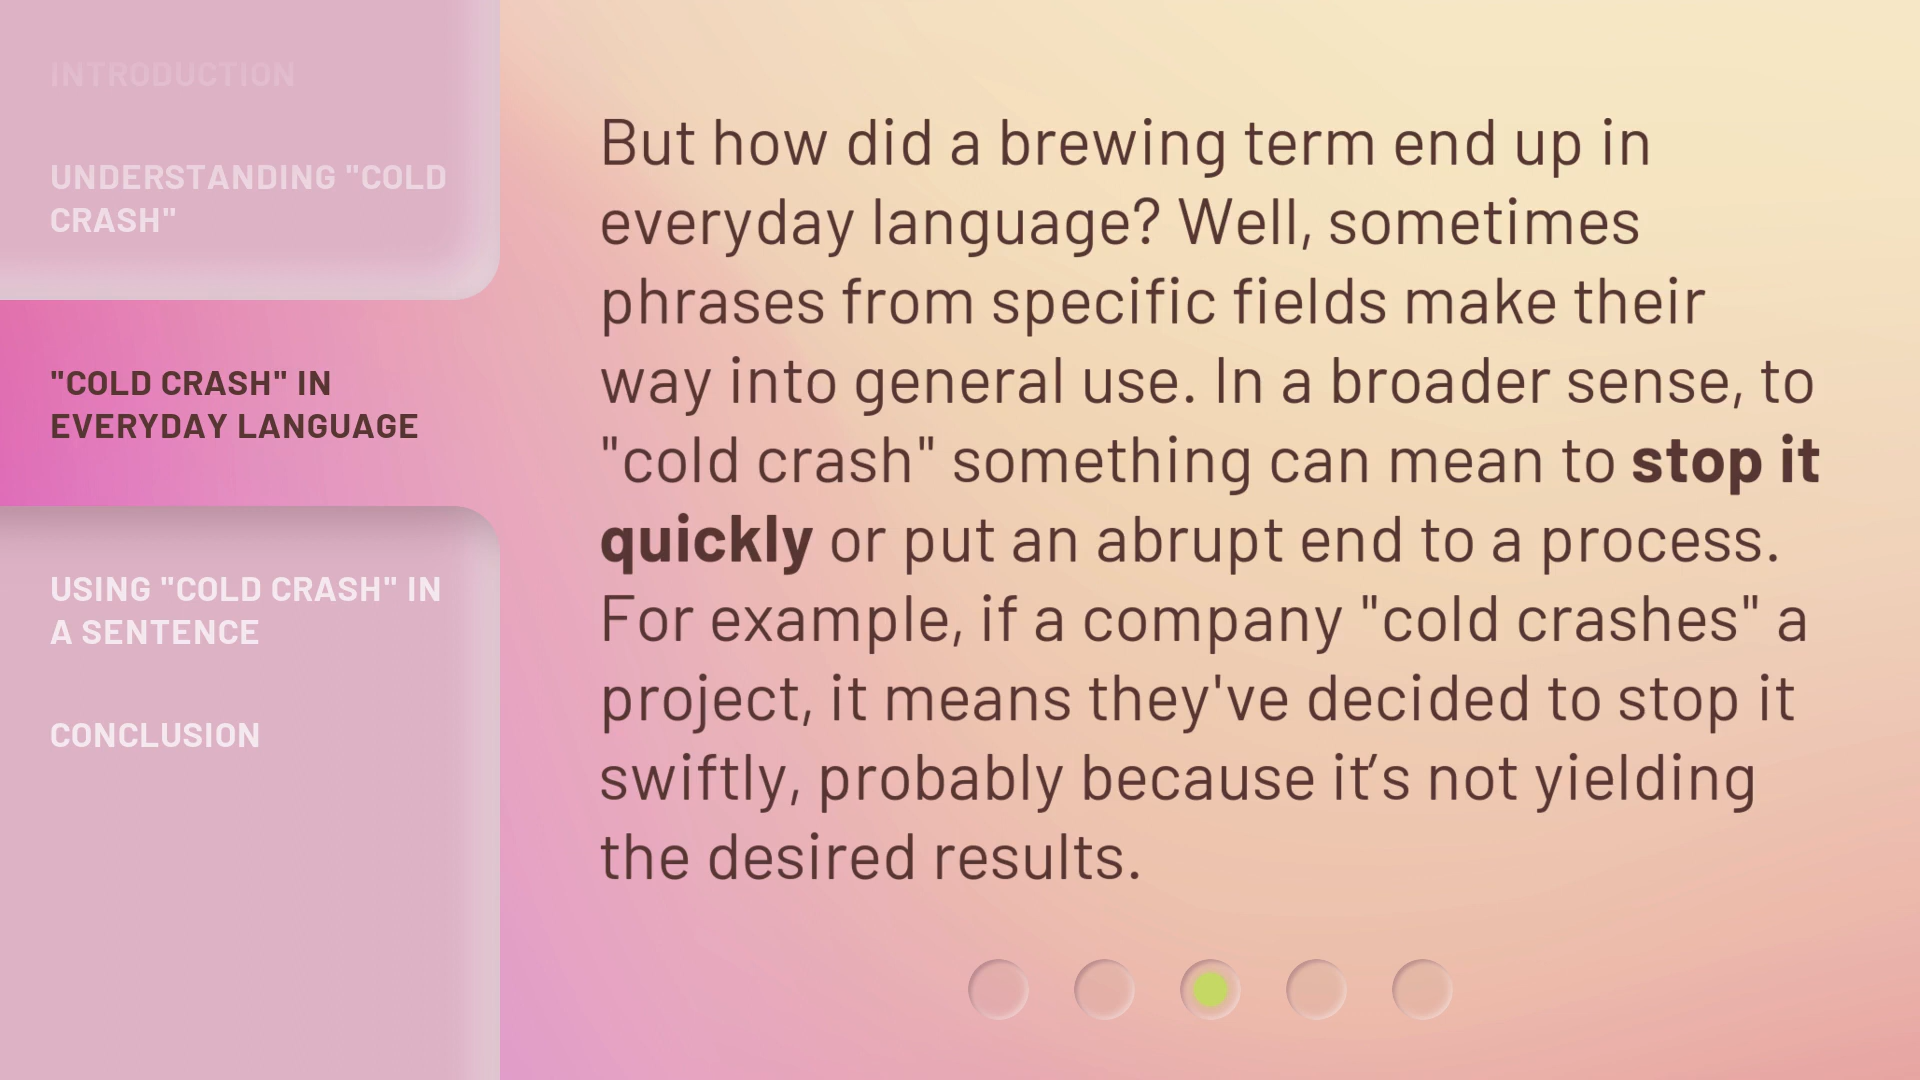 INTRODUCTION
UNDERSTANDING "COLD
CRASH"
"COLD CRASH" IN
EVERYDAY LANGUAGE
USING "COLD CRASH" IN
A SENTENCE
CONCLUSION
But how did a brewing term end up in
everyday language? Well, sometimes
phrases from specific fields make their
way into general use. In a broader sense, to
"cold crash" something can mean to stop it
quickly or put an abrupt end to a process.
For example, if a company "cold crashes" a
project, it means they've decided to stop it
swiftly, probably because it’s not yielding
the desired results.